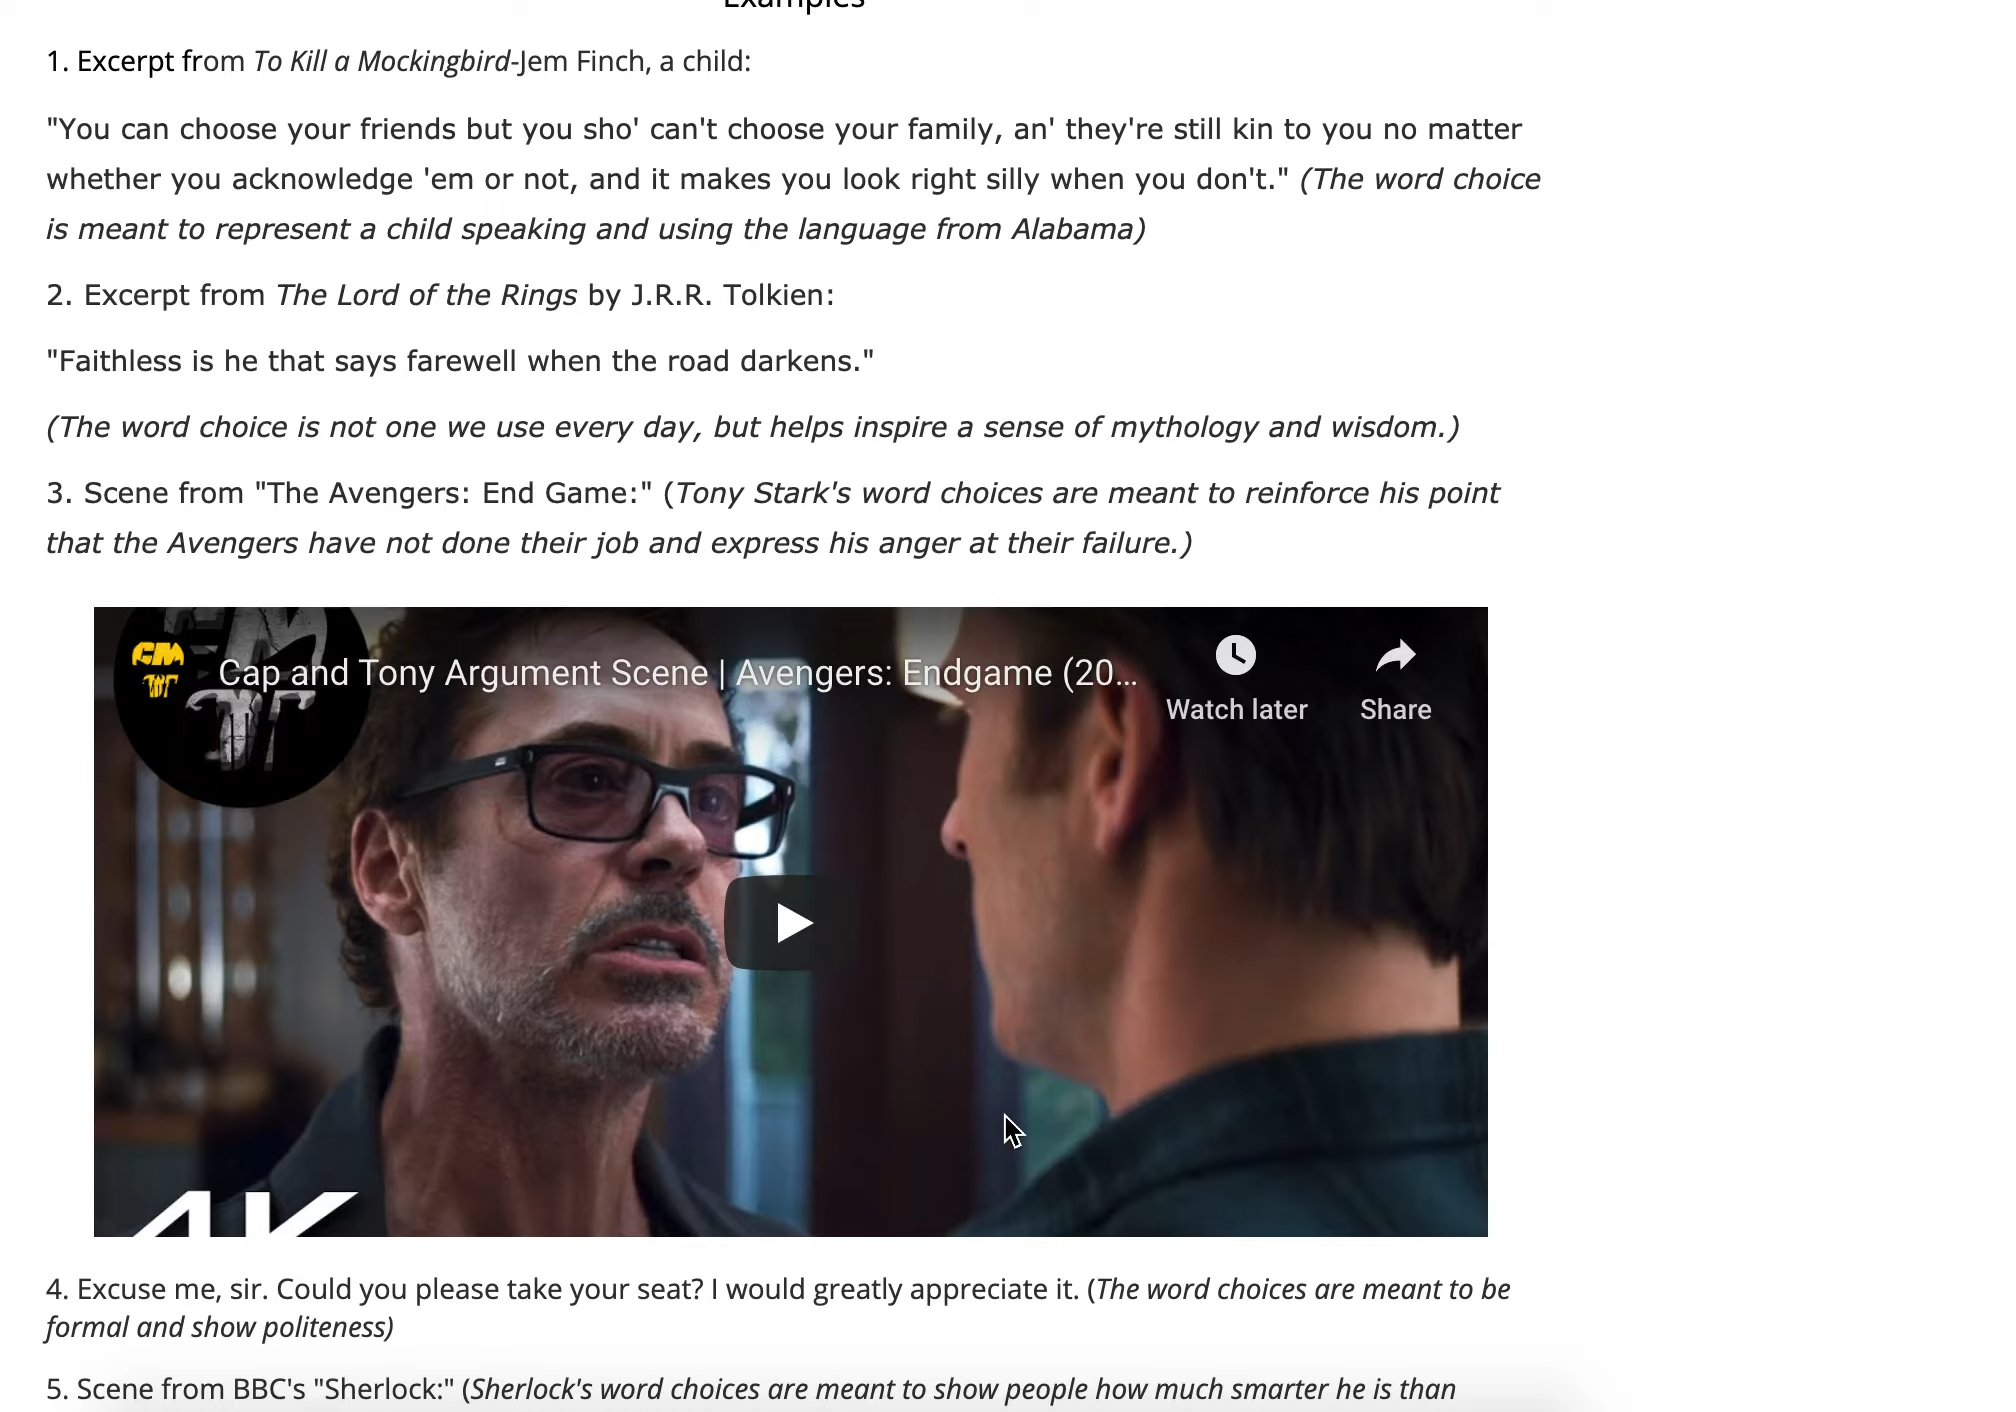 Examples
1. Excerpt from To Kill a Mockingbird-Jem Finch, a child:
"You can choose your friends but you sho' can't choose your family, an' they're still kin to you no matter
whether you acknowledge 'em or not, and it makes you look right silly when you don't." (The word choice
is meant to represent a child speaking and using the language from Alabama)
2. Excerpt from The Lord of the Rings by J.R.R. Tolkien:
"Faithless is he that says farewell when the road darkens."
(The word choice is not one we use every day, but helps inspire a sense of mythology and wisdom.)
3. Scene from "The Avengers: End Game:" (Tony Stark's word choices are meant to reinforce his point
that the Avengers have not done their job and express his anger at their failure.)
Cap and Tony Argument Scene | Avengers: Endgame (20...
Watch later
Share
4K
4. Excuse me, sir. Could you please take your seat? I would greatly appreciate it. (The word choices are meant to be
formal and show politeness)
5. Scene from BBC's "Sherlock:" (Sherlock's word choices are meant to show people how much smarter he is than